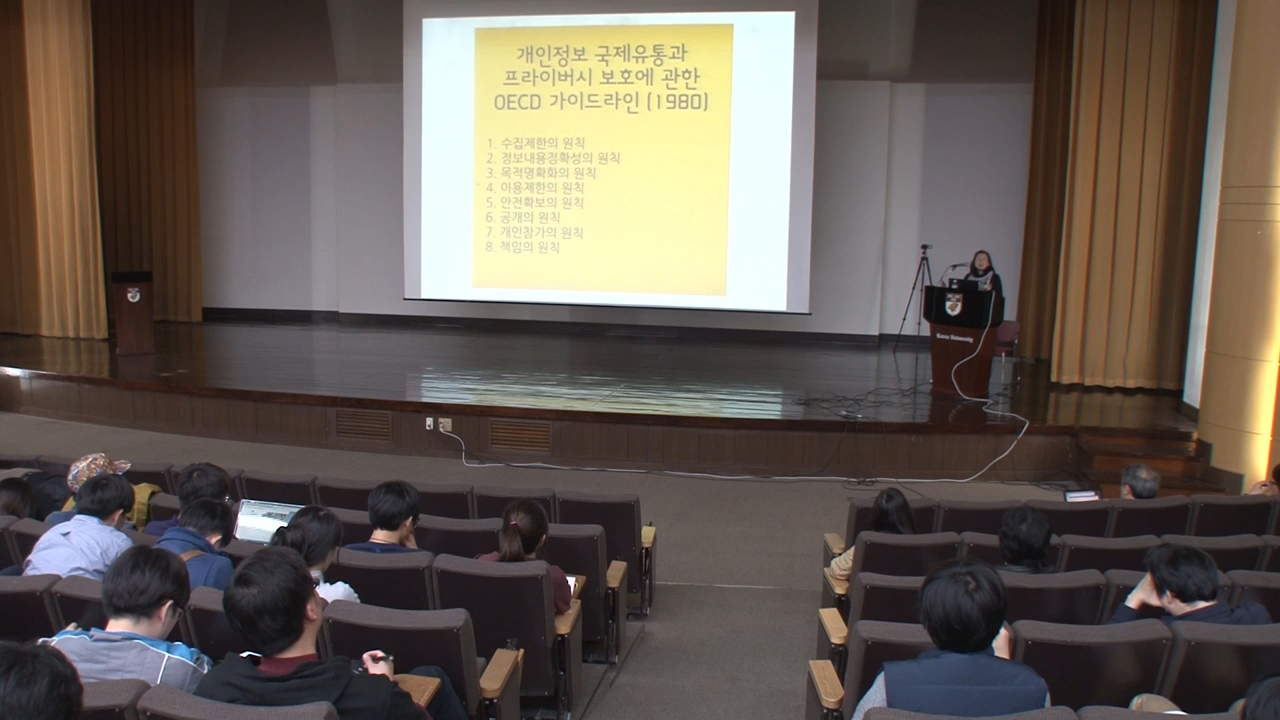 개인정보 국제유통과
프라이버시 보호에 관한
OECD 가이드라인 (1980)
1. 수집제한의 원칙
2. 정보내용정확성의 원칙
3. 목적명확화의 원칙
4. 이용제한의 원칙
5. 안전확보의 원칙
6. 공개의 원칙
7. 개인참가의 원칙
8. 책임의 원칙
Korea University